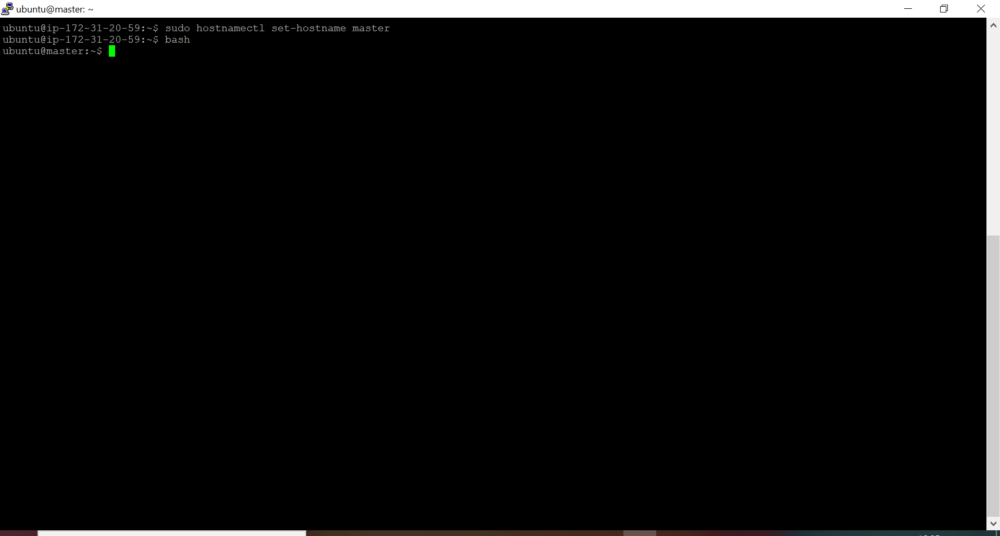 ubuntu@master: ~
ubuntu@ip-172-31-20-59:~$ sudo hostnamectl set-hostname master
ubuntu@ip-172-31-20-59:~$ bash
ubuntu@master:~$